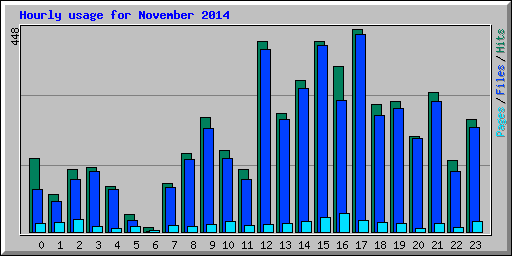 Hourly usage for November 2014
448
Pages/Files/Hits
0 1 2 3 4 5 6 7 8 9 10 11 12 13 14 15 16 17 18 19 20 21 22 23